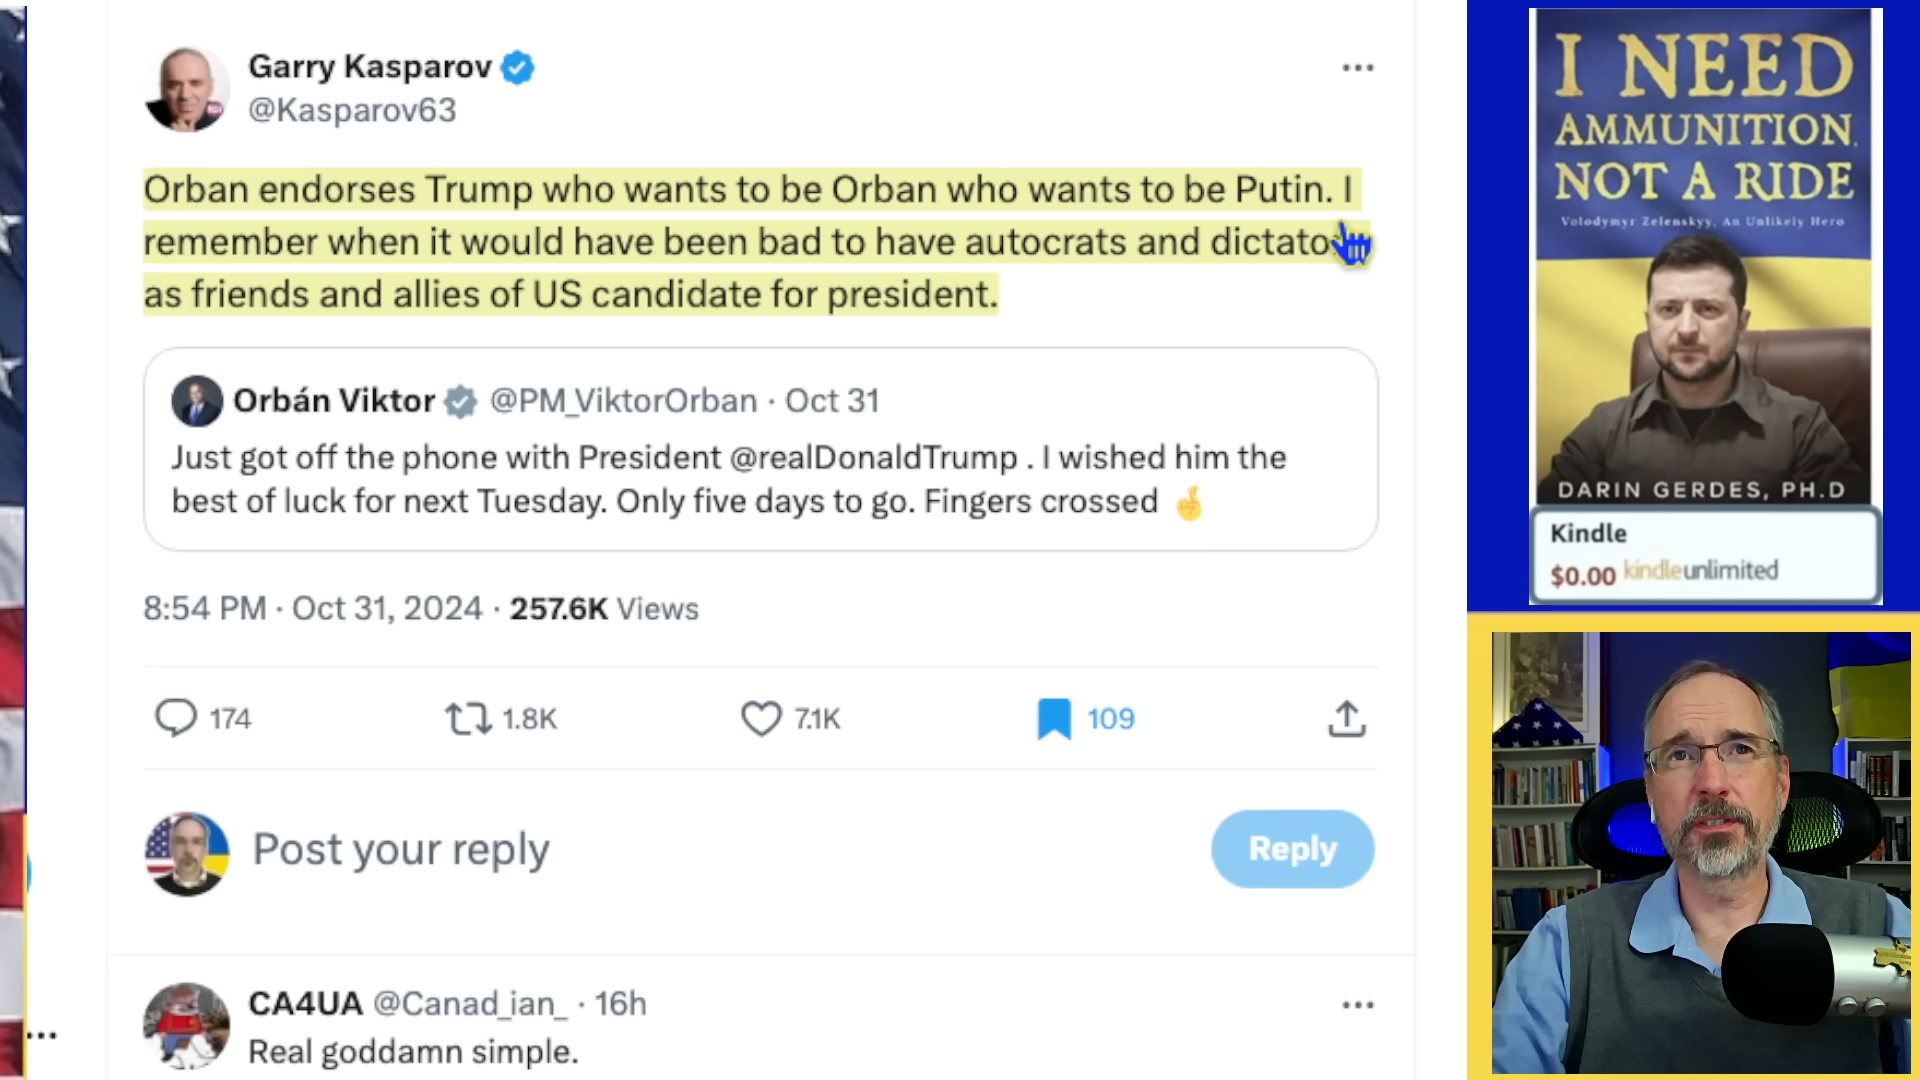 Garry Kasparov
@Kasparov63
Orban endorses Trump who wants to be Orban who wants to be Putin. I
remember when it would have been bad to have autocrats and dictato
as friends and allies of US candidate for president.
Orbán Viktor @PM_ViktorOrban · Oct 31
Just got off the phone with President @realDonaldTrump . I wished him the
best of luck for next Tuesday. Only five days to go. Fingers crossed 🤞
8:54 PM · Oct 31, 2024 · 257.6K Views
174 1.8K 7.1K 109
Post your reply
Reply
CA4UA @Canad_ian_ · 16h
Real goddamn simple.
I NEED
AMMUNITION,
NOT A RIDE
Volodymyr Zelenskyy, An Unlikely Hero
DARIN GERDES, PH.D
Kindle
$0.00 kindleunlimited